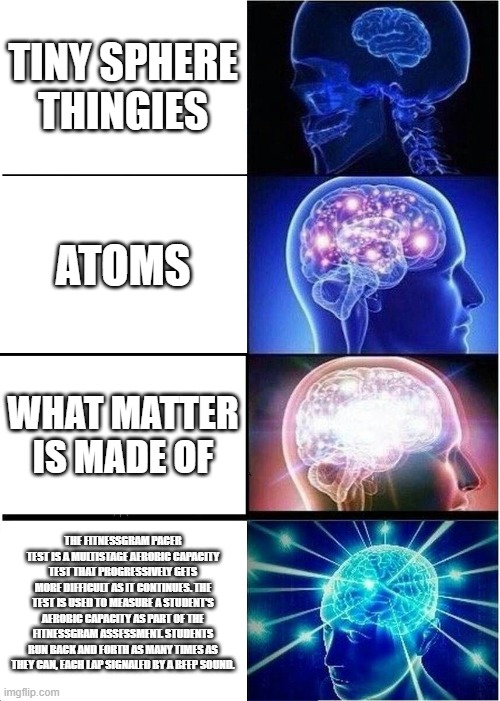 TINY SPHERE
THINGIES
ATOMS
WHAT MATTER
IS MADE OF
THE FITNESSGRAM PACER
TEST IS A MULTISTAGE AEROBIC CAPACITY
TEST THAT PROGRESSIVELY GETS
MORE DIFFICULT AS IT CONTINUES. THE
TEST IS USED TO MEASURE A STUDENT'S
AEROBIC CAPACITY AS PART OF THE
FITNESSGRAM ASSESSMENT. STUDENTS
RUN BACK AND FORTH AS MANY TIMES AS
THEY CAN, EACH LAP SIGNALED BY A BEEP SOUND.
imgflip.com